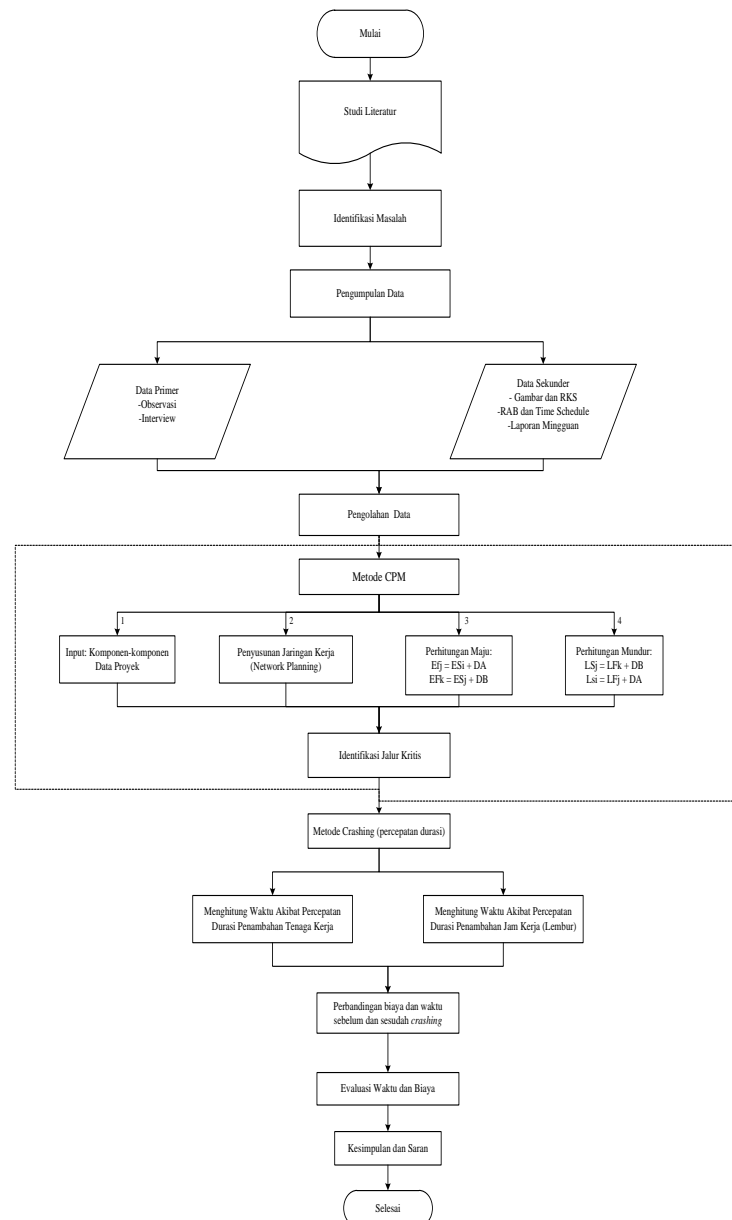 Mulai
Studi Literatur
Identifikasi Masalah
Pengumpulan Data
Data Primer
-Observasi
-Interview
Data Sekunder
- Gambar dan RKS
-RAB dan Time Schedule
-Laporan Mingguan
Pengolahan Data
Metode CPM
1
2
3
4
Input: Komponen-komponen
Data Proyek
Penyusunan Jaringan Kerja
(Network Planning)
Perhitungan Maju:
Efj = ESi + DA
EFk = ESj + DB
Perhitungan Mundur:
LSj = LFk + DB
Lsi = LFj + DA
Identifikasi Jalur Kritis
Metode Crashing (percepatan durasi)
Menghitung Waktu Akibat Percepatan
Durasi Penambahan Tenaga Kerja
Menghitung Waktu Akibat Percepatan
Durasi Penambahan Jam Kerja (Lembur)
Perbandingan biaya dan waktu
sebelum dan sesudah crashing
Evaluasi Waktu dan Biaya
Kesimpulan dan Saran
Selesai